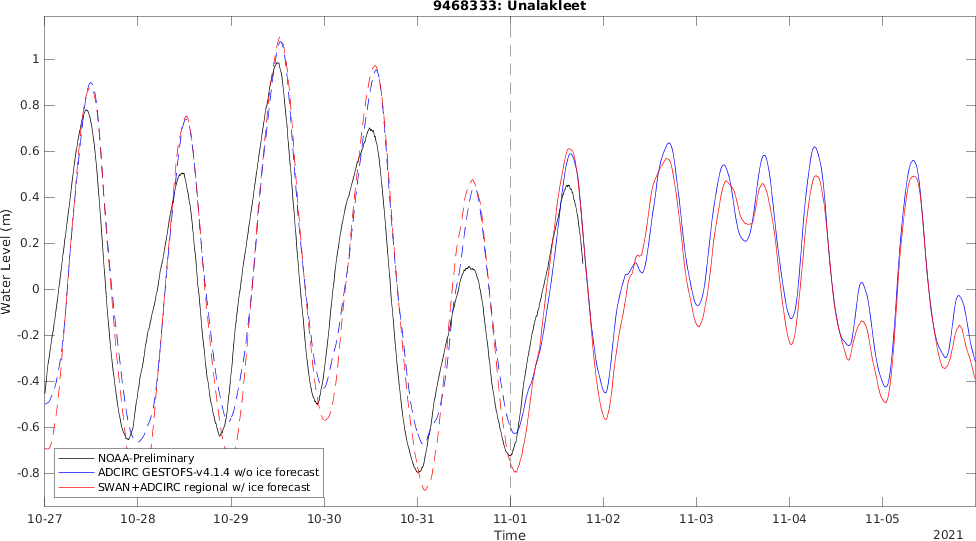 9468333: Unalakleet
Water Level (m)
1
0.8
0.6
0.4
0.2
0
-0.2
-0.4
-0.6
-0.8
NOAA-Preliminary
ADCIRC GESTOFS-v4.1.4 w/o ice forecast
SWAN+ADCIRC regional w/ ice forecast
10-27 10-28 10-29 10-30 10-31 11-01 11-02 11-03 11-04 11-05
Time
2021